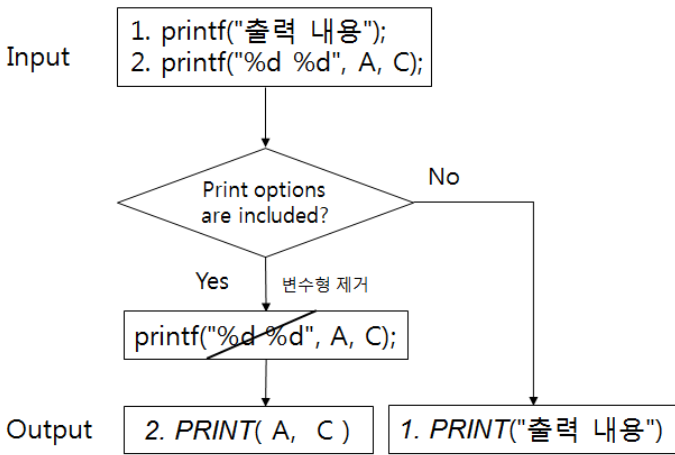 Input
1. printf("출력 내용");
2. printf("%d %d", A, C);
Print options
are included?
No
Yes
변수형 제거
printf("%d %d", A, C);
Output
2. PRINT( A, C )
1. PRINT("출력 내용")